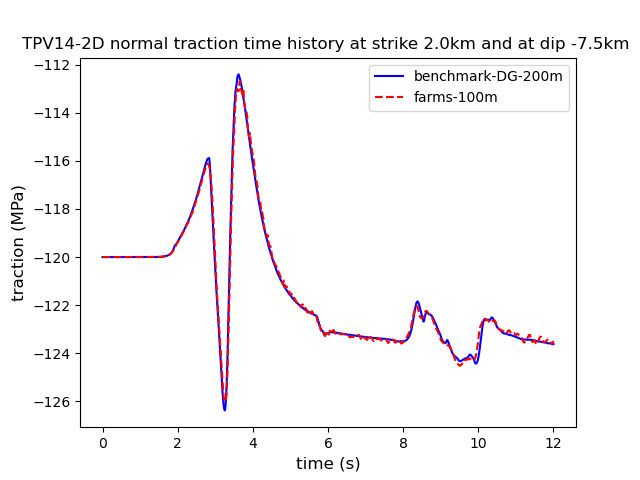 TPV14-2D normal traction time history at strike 2.0km and at dip -7.5km
benchmark-DG-200m
farms-100m
traction (MPa)
−112
−114
−116
−118
−120
−122
−124
−126
0 2 4 6 8 10 12
time (s)